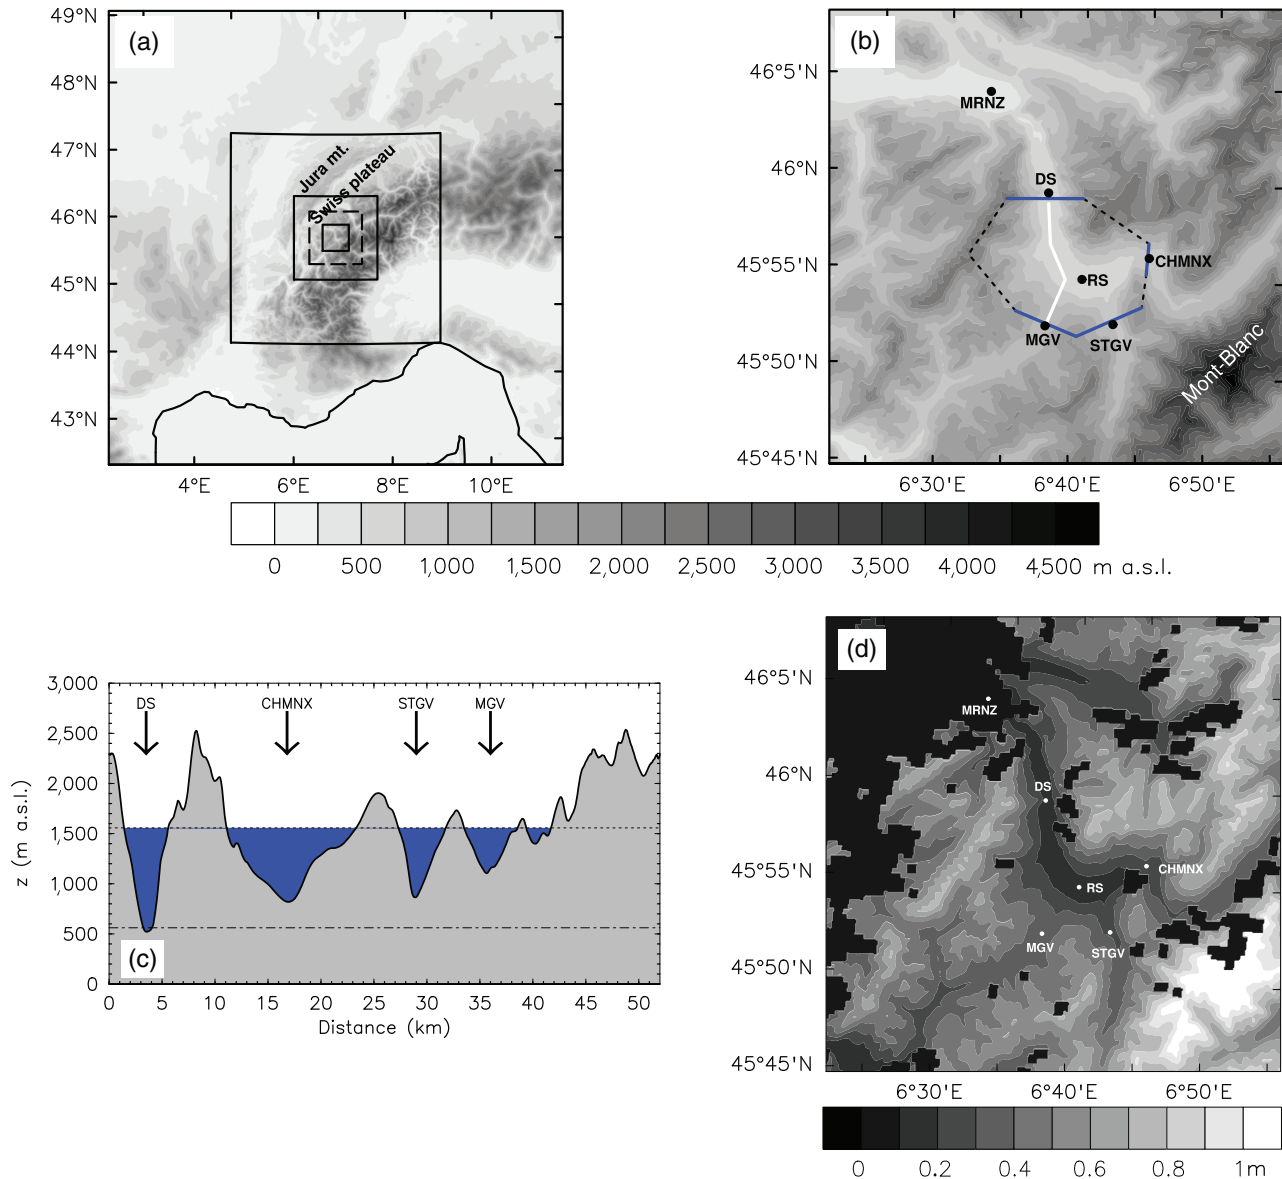 (a)
49°N
48°N
47°N
46°N
45°N
44°N
43°N
Jura mt.
Swiss plateau
4°E 6°E 8°E 10°E
(b)
46°5'N
46°N
45°55'N
45°50'N
45°45'N
MRNZ
DS
CHMNX
RS
MGV
STGV
Mont-Blanc
6°30'E 6°40'E 6°50'E
0 500 1,000 1,500 2,000 2,500 3,000 3,500 4,000 4,500 m a.s.l.
3,000
2,500
2,000
1,500
1,000
500
0
z (m a.s.l.)
DS CHMNX STGV MGV
(c)
0 5 10 15 20 25 30 35 40 45 50
Distance (km)
(d)
46°5'N
46°N
45°55'N
45°50'N
45°45'N
MRNZ
DS
CHMNX
RS
MGV
STGV
6°30'E 6°40'E 6°50'E
0 0.2 0.4 0.6 0.8 1m